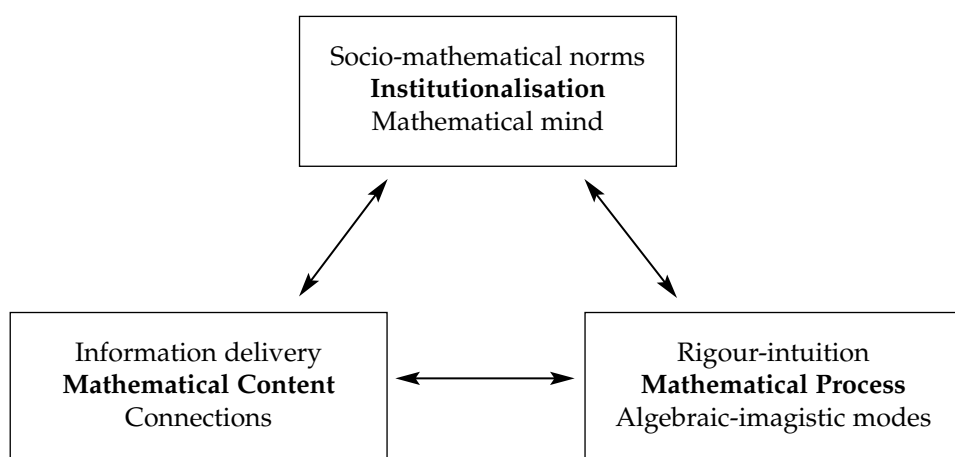 Socio-mathematical norms
Institutionalisation
Mathematical mind
Information delivery
Mathematical Content
Connections
Rigour-intuition
Mathematical Process
Algebraic-imagistic modes